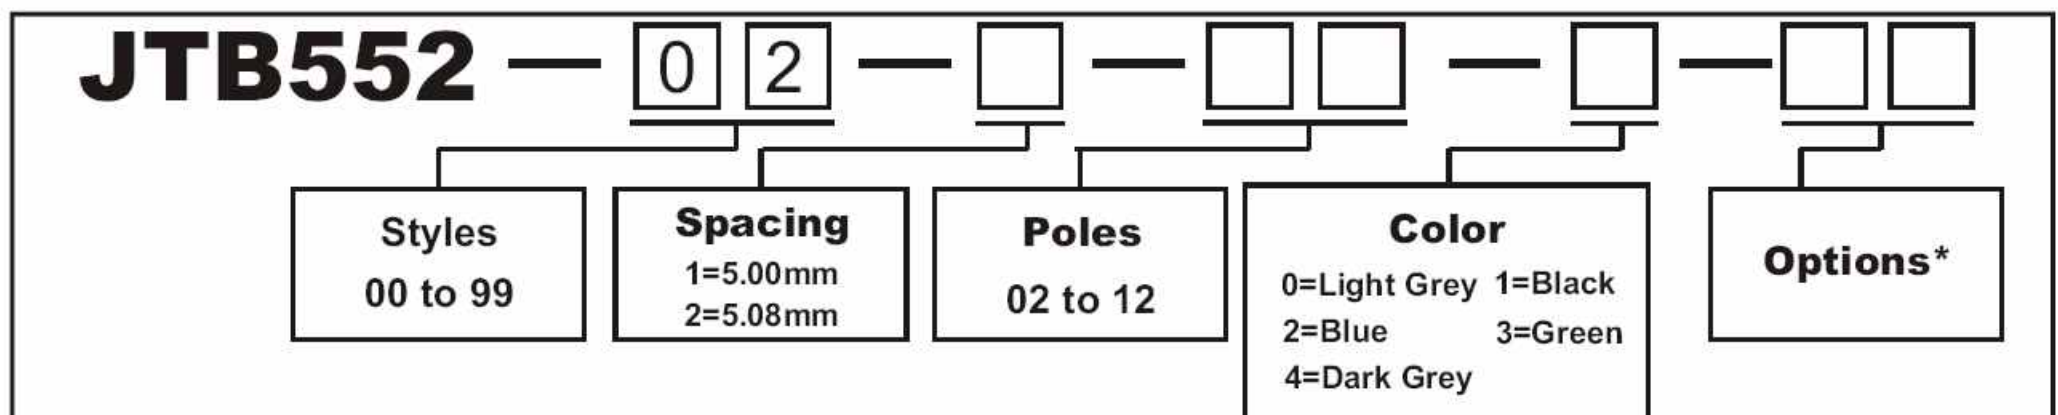 JTB552 — 0 2 — — — —
Styles
00 to 99
Spacing
1=5.00mm
2=5.08mm
Poles
02 to 12
Color
0=Light Grey 1=Black
2=Blue 3=Green
4=Dark Grey
Options*